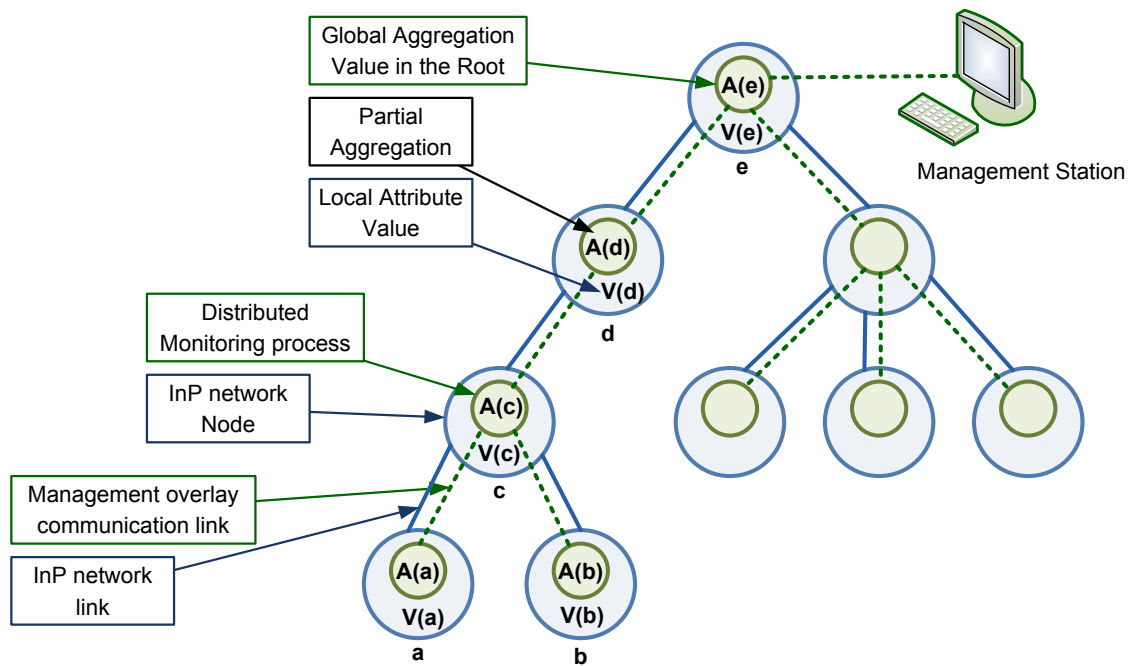 Global Aggregation
Value in the Root
A(e)
V(e)
e
Management Station
Partial
Aggregation
Local Attribute
Value
A(d)
V(d)
d
Distributed
Monitoring process
InP network
Node
A(c)
V(c)
c
Management overlay
communication link
InP network
link
A(a)
V(a)
a
A(b)
V(b)
b